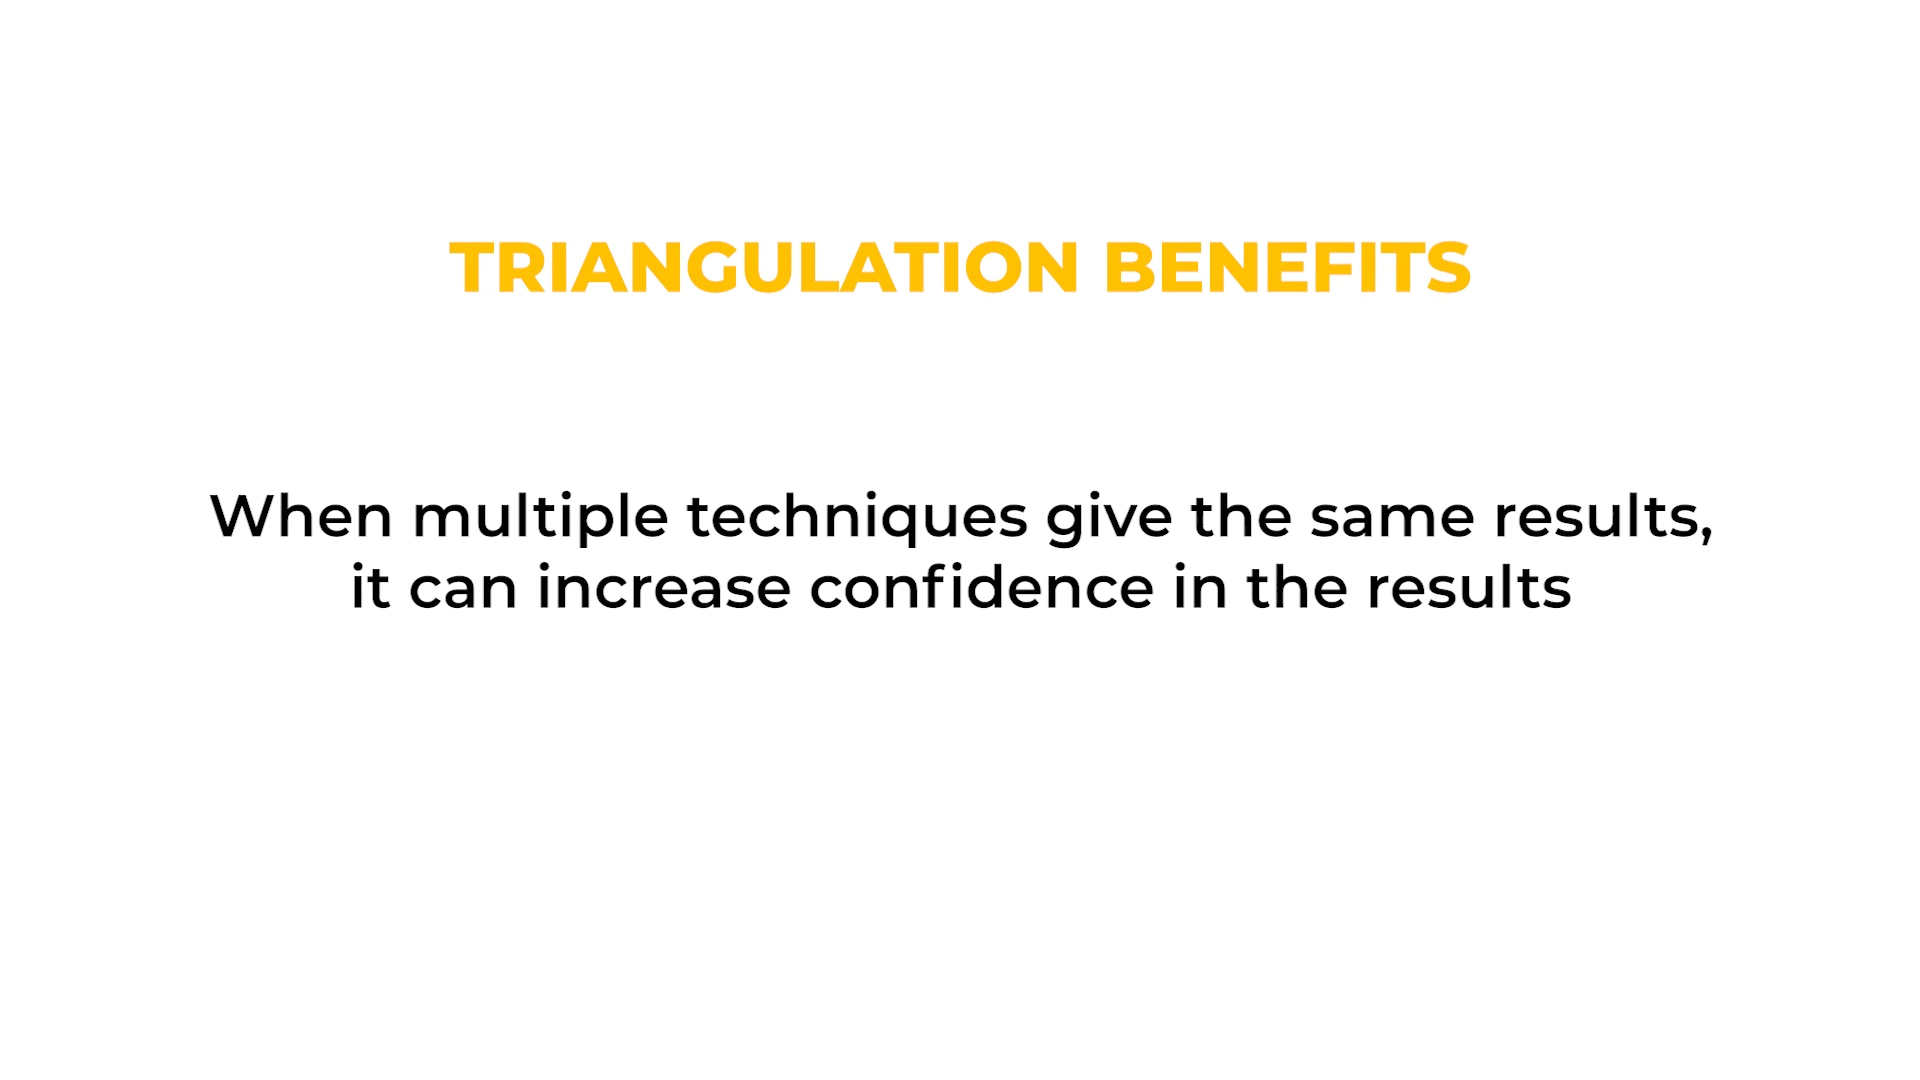 TRIANGULATION BENEFITS
When multiple techniques give the same results,
it can increase confidence in the results